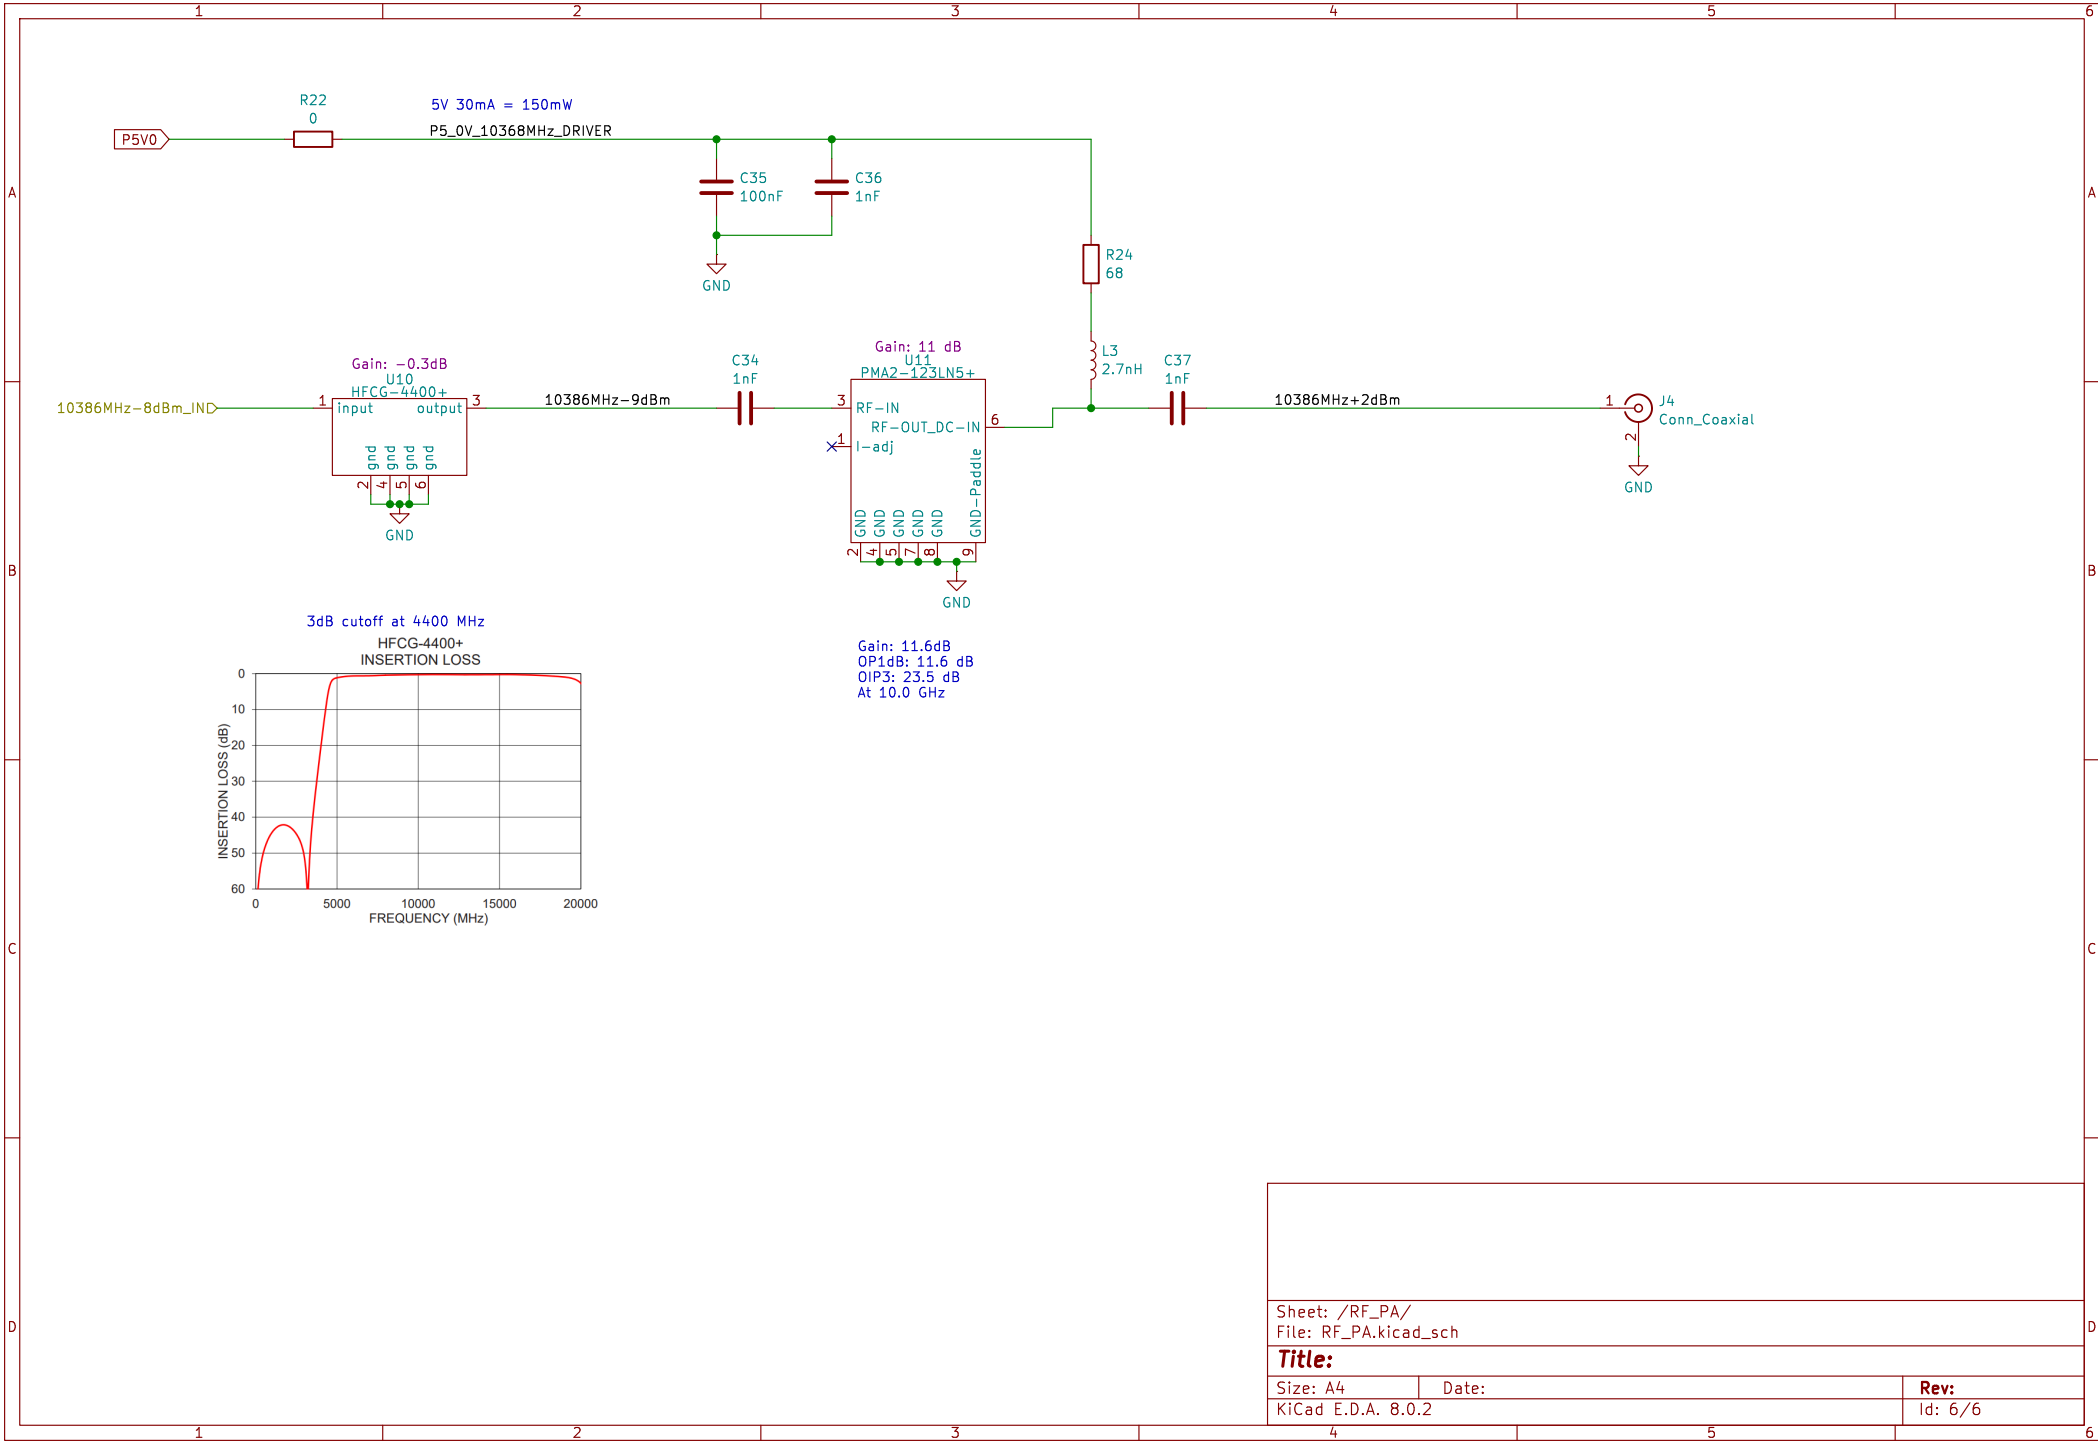 1 2 3 4 5 6
A A
B B
C C
D D
R22
0
5V 30mA = 150mW
P5V0
P5_0V_10368MHz_DRIVER
C35
100nF
C36
1nF
GND
R24
68
L3
2.7nH
Gain: -0.3dB
U10
HFCG-4400+
10386MHz-8dBm_IN
1 input output 3
gnd gnd gnd gnd
2 4 5 6
GND
10386MHz-9dBm
C34
1nF
Gain: 11 dB
U11
PMA2-123LN5+
3 RF-IN
RF-OUT_DC-IN 6
1 I-adj
GND GND GND GND GND GND-Paddle
2 4 5 7 8 9
GND
C37
1nF
10386MHz+2dBm
1
J4
Conn_Coaxial
2
GND
3dB cutoff at 4400 MHz
HFCG-4400+
INSERTION LOSS
INSERTION LOSS (dB)
0
10
20
30
40
50
60
0 5000 10000 15000 20000
FREQUENCY (MHz)
Gain: 11.6dB
OP1dB: 11.6 dB
OIP3: 23.5 dB
At 10.0 GHz
Sheet: /RF_PA/
File: RF_PA.kicad_sch
Title:
Size: A4 Date: Rev:
KiCad E.D.A. 8.0.2 Id: 6/6
1 2 3 4 5 6